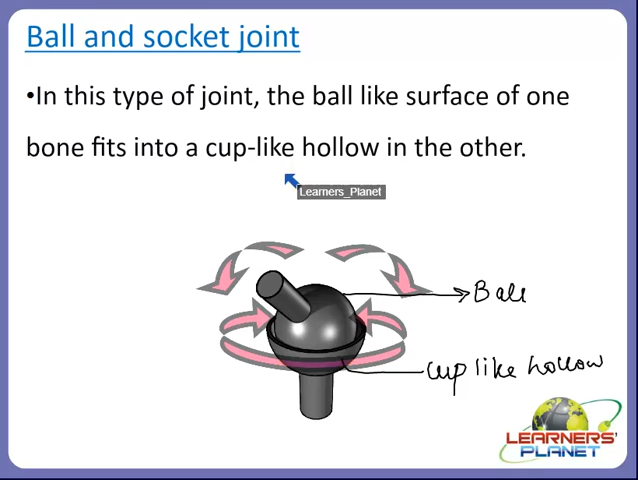 Ball and socket joint
•In this type of joint, the ball like surface of one
bone fits into a cup-like hollow in the other.
Learners_Planet
Ball
cup like hollow
LEARNERS'
PLANET